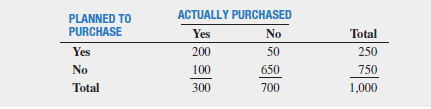 PLANNED TO ACTUALLY PURCHASED
PURCHASE Yes No Total
Yes 200 50 250
No 100 650 750
Total 300 700 1,000